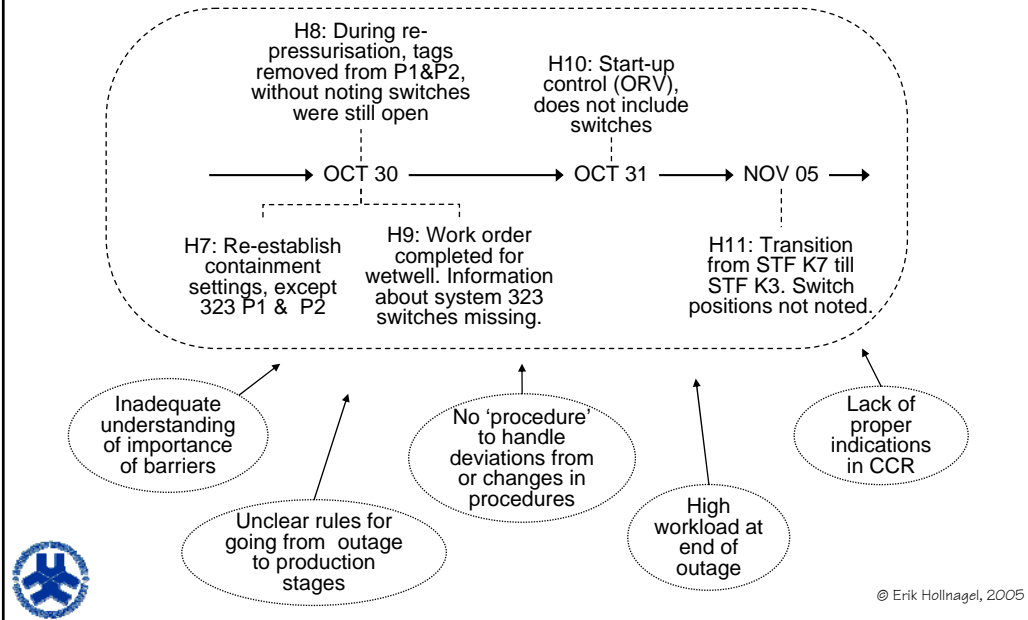 H8: During re-
pressurisation, tags
removed from P1&P2,
without noting switches
were still open
H10: Start-up
control (ORV),
does not include
switches
OCT 30
OCT 31
NOV 05
H7: Re-establish
containment
settings, except
323 P1 & P2
H9: Work order
completed for
wetwell. Information
about system 323
switches missing.
H11: Transition
from STF K7 till
STF K3. Switch
positions not noted.
Inadequate
understanding
of importance
of barriers
Unclear rules for
going from outage
to production
stages
No 'procedure'
to handle
deviations from
or changes in
procedures
High
workload at
end of
outage
Lack of
proper
indications
in CCR
© Erik Hollnagel, 2005